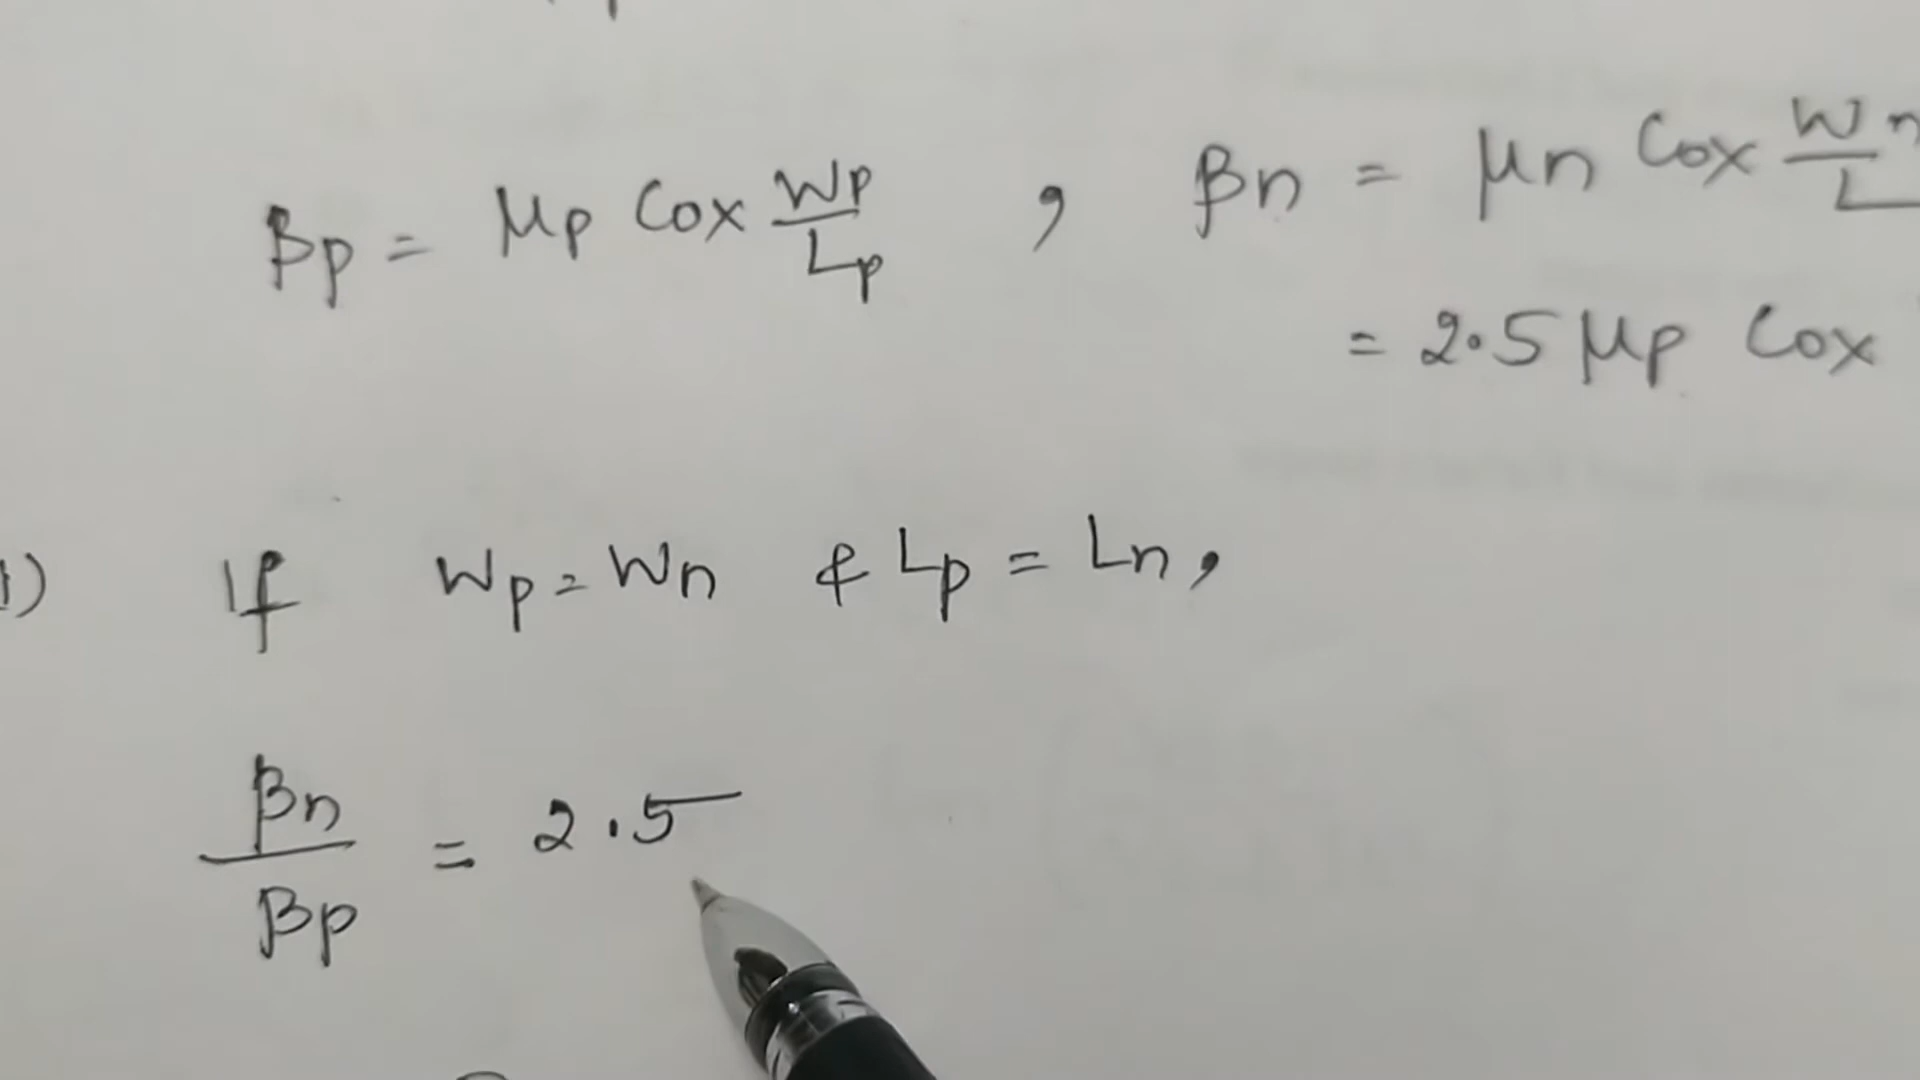 βp = μp Cox Wp/Lp , βn = μn Cox Wn/L
= 2.5 μp Cox
1) If Wp = Wn & Lp = Ln,
βn/βp = 2.5